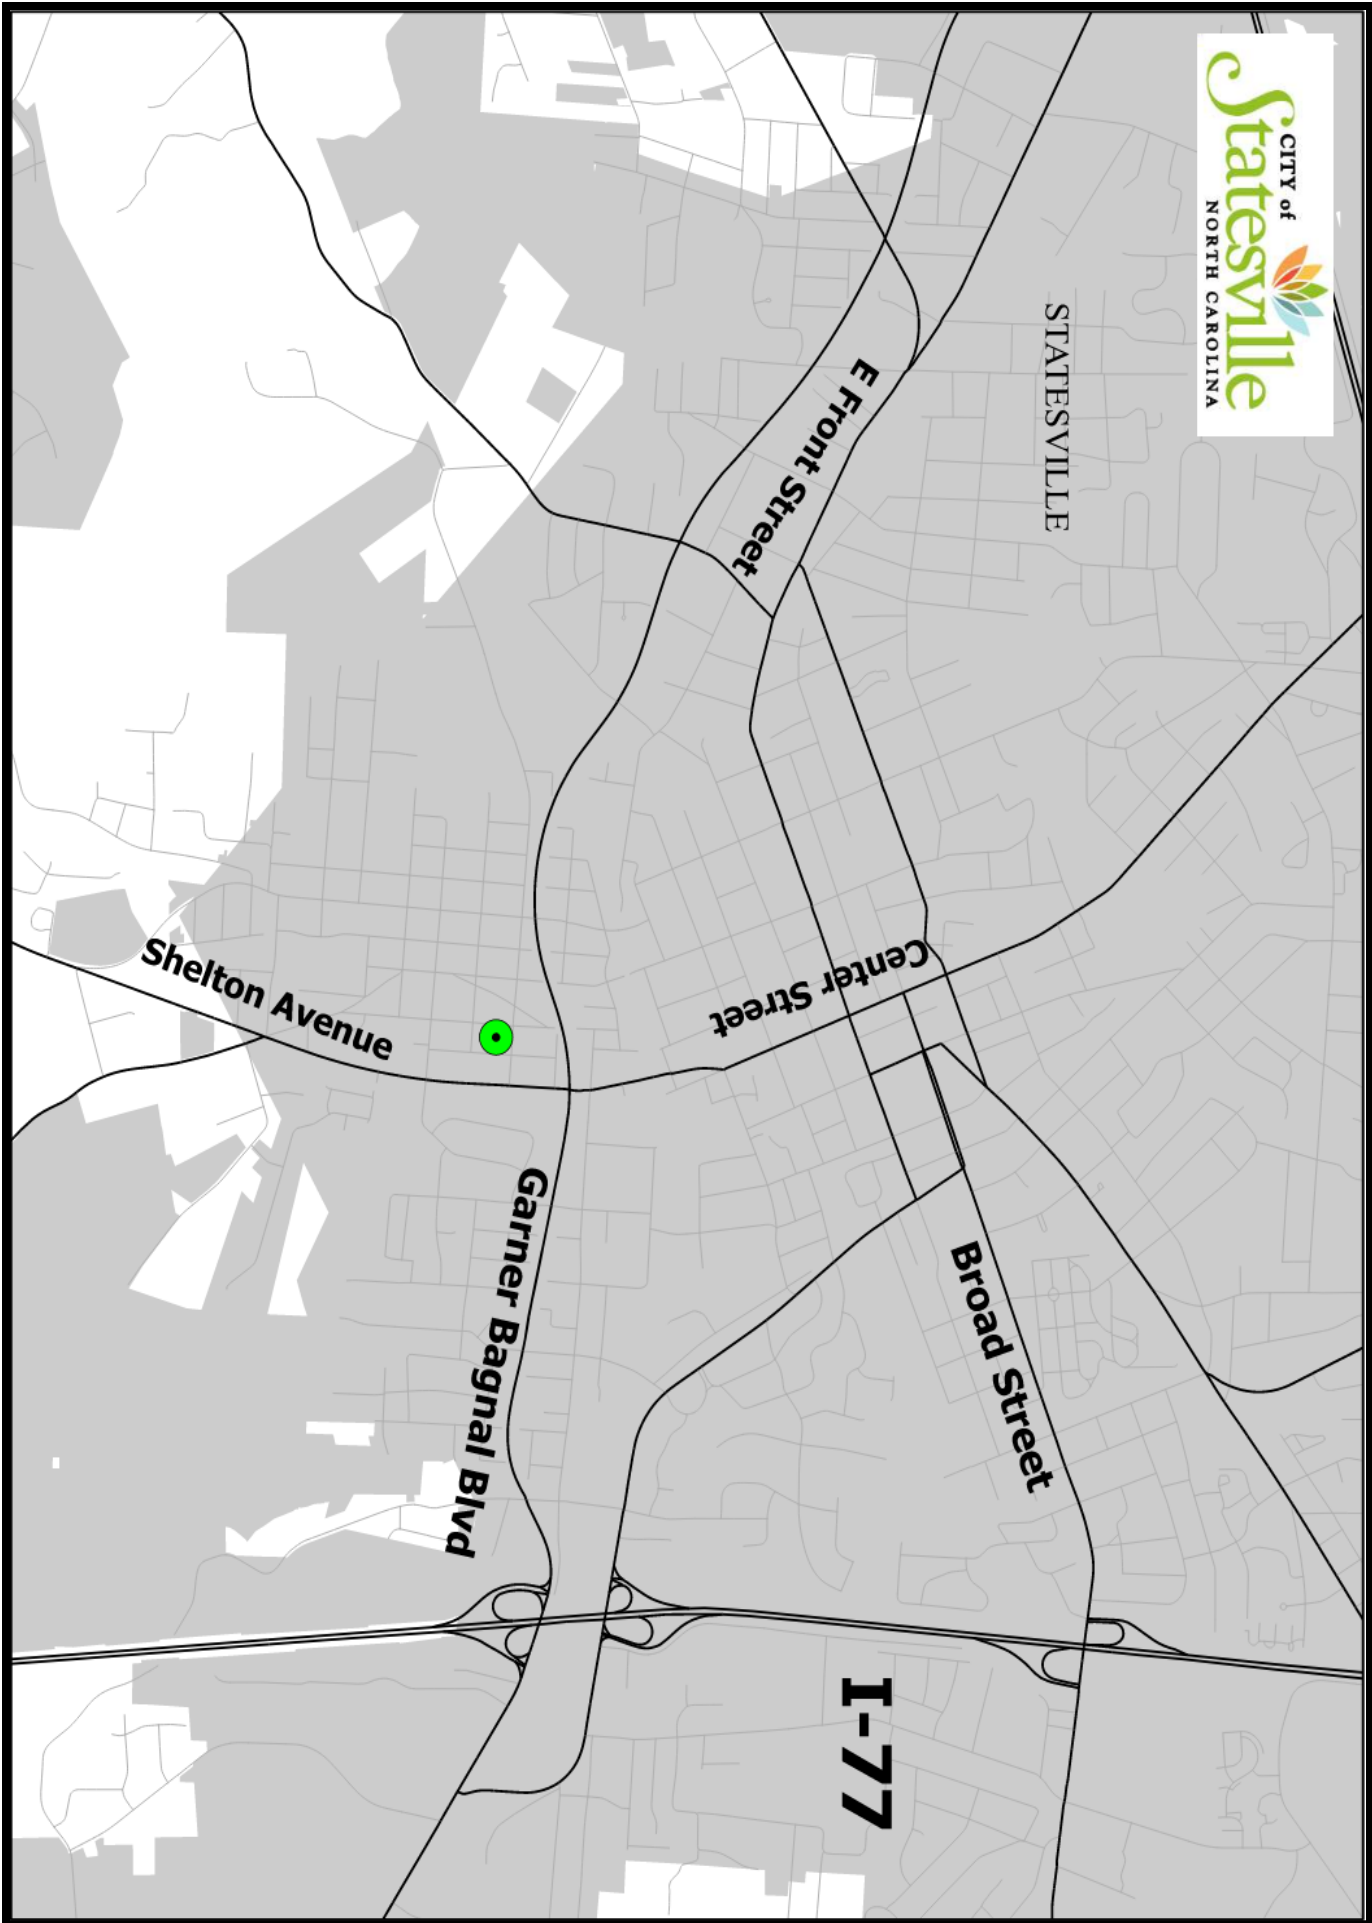 CITY of
Statesville
NORTH CAROLINA
STATESVILLE
E Front Street
Center Street
Shelton Avenue
Broad Street
Garner Bagnal Blvd
I-77